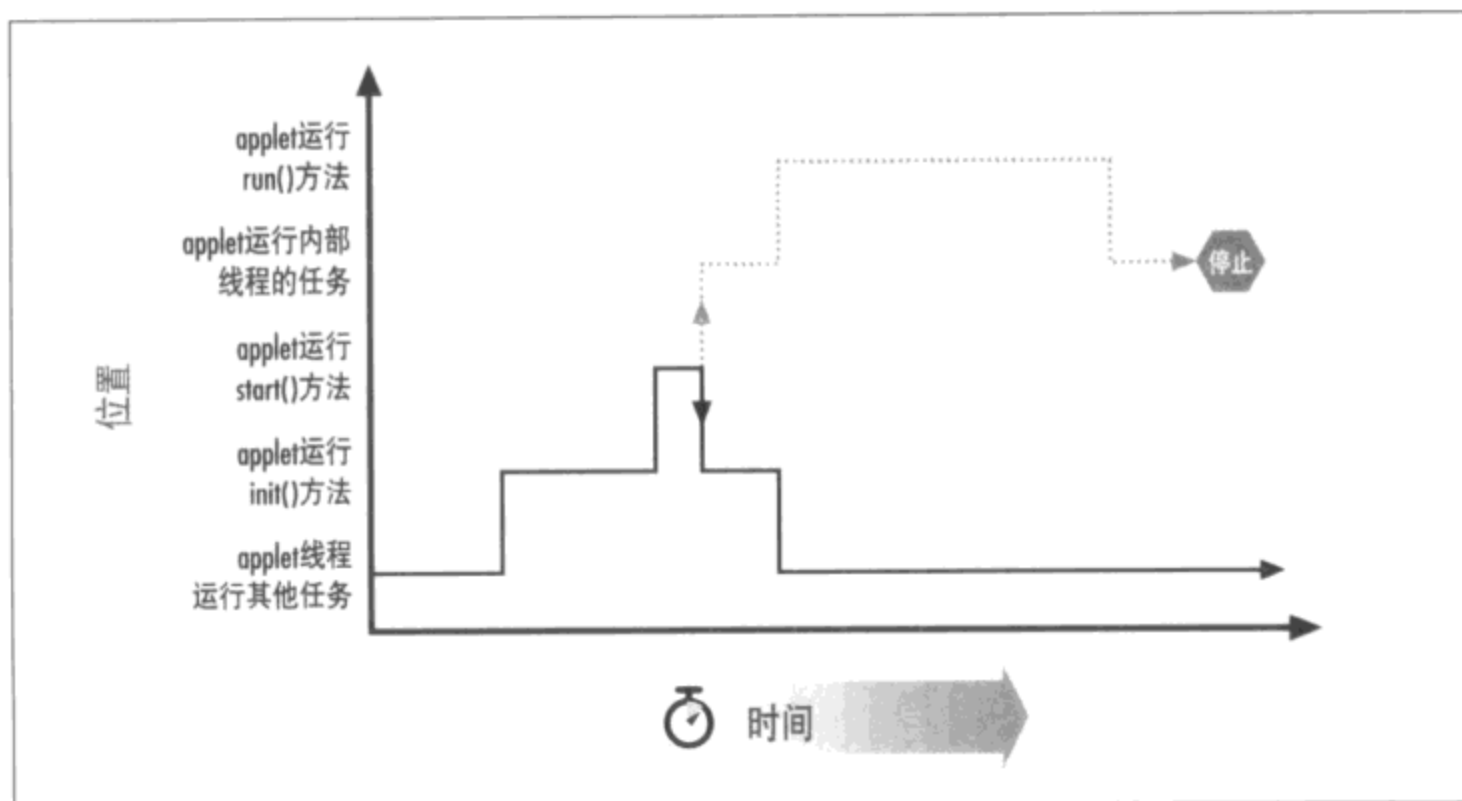 applet运行
run()方法
applet运行内部
线程的任务
停止
applet运行
start()方法
位置
applet运行
init()方法
applet线程
运行其他任务
时间